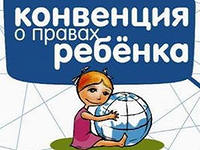 конвенция
о правах
ребёнка